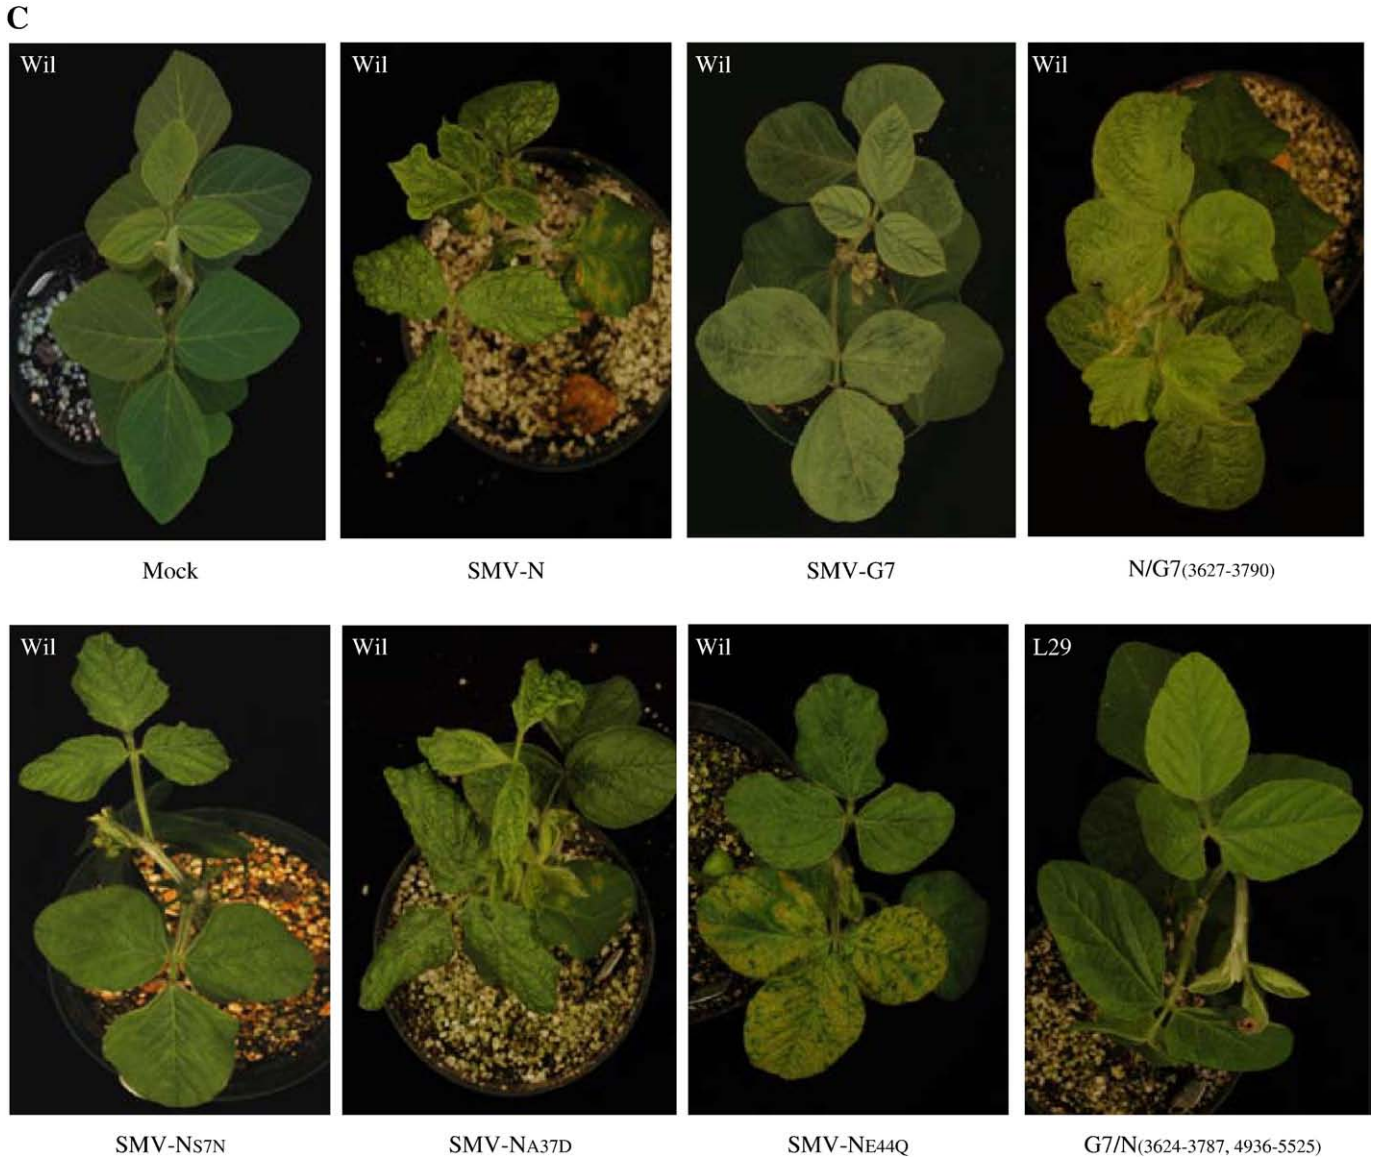 C
Wil
Wil
Wil
Wil
Mock
SMV-N
SMV-G7
N/G7(3627-3790)
Wil
Wil
Wil
L29
SMV-NS7N
SMV-NA37D
SMV-NE44Q
G7/N(3624-3787, 4936-5525)